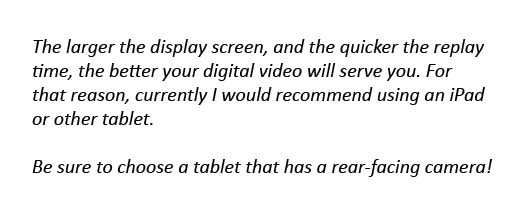 The larger the display screen, and the quicker the replay
time, the better your digital video will serve you. For
that reason, currently I would recommend using an iPad
or other tablet.
Be sure to choose a tablet that has a rear-facing camera!